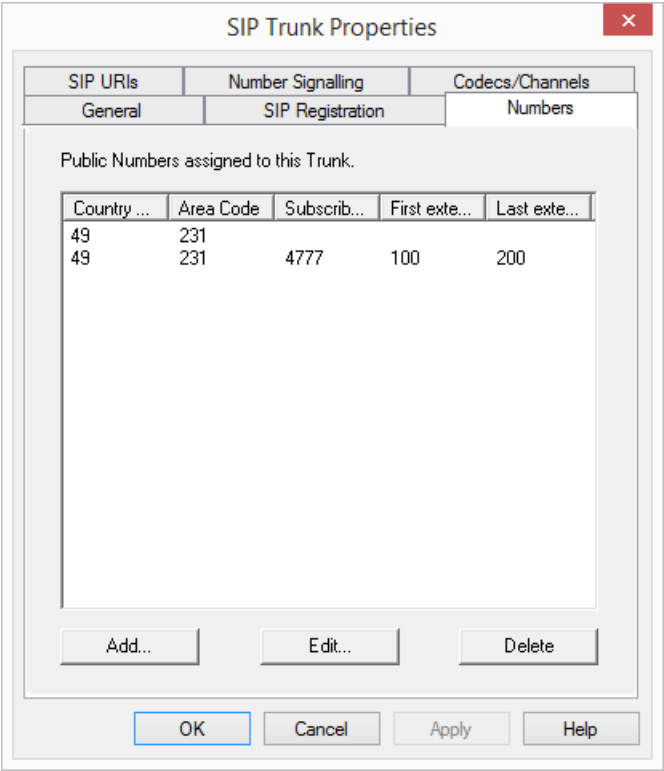 SIP Trunk Properties
SIP URIs Number Signalling Codecs/Channels
General SIP Registration Numbers
Public Numbers assigned to this Trunk.
Country ... Area Code Subscrib... First exte... Last exte...
49 231
49 231 4777 100 200
Add... Edit... Delete
OK Cancel Apply Help